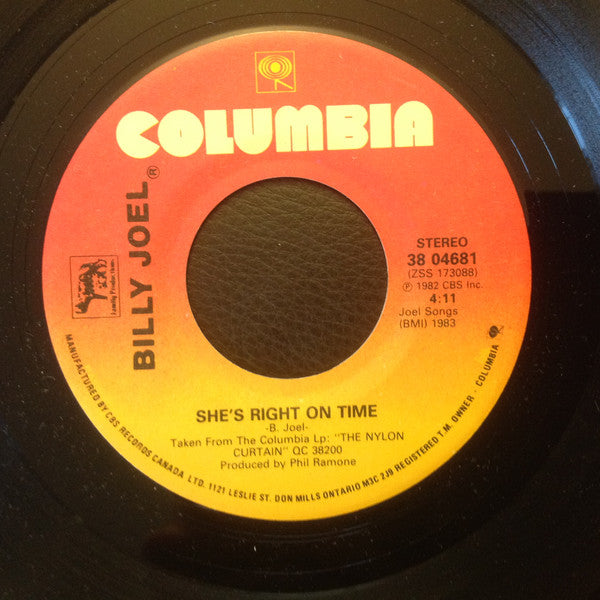 COLUMBIA
BILLY JOEL®
Family Productions
STEREO
38 04681
(ZSS 173088)
℗ 1982 CBS Inc.
4:11
Joel Songs
(BMI) 1983
SHE'S RIGHT ON TIME
-B. Joel-
Taken From The Columbia Lp: "THE NYLON
CURTAIN" QC 38200
Produced by Phil Ramone
MANUFACTURED BY CBS RECORDS CANADA LTD. 1121 LESLIE ST. DON MILLS ONTARIO M3C 2J9 REGISTERED T.M. OWNER - COLUMBIA